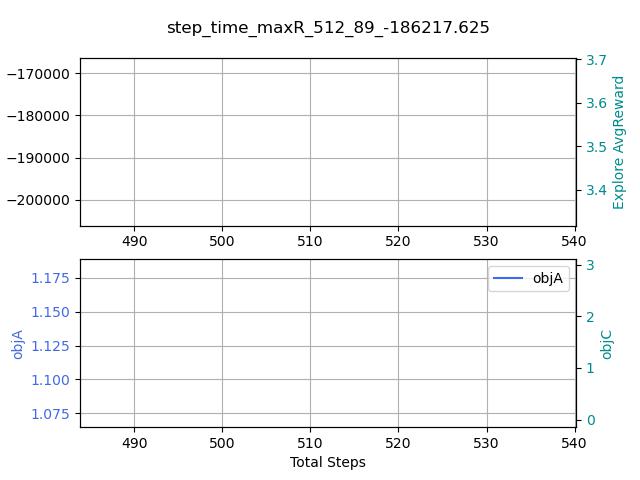 step_time_maxR_512_89_-186217.625
−170000
−180000
−190000
−200000
3.7
3.6
3.5
3.4
Explore AvgReward
490 500 510 520 530 540
1.175
1.150
1.125
1.100
1.075
objA
objA
3
2
1
0
objC
490 500 510 520 530 540
Total Steps